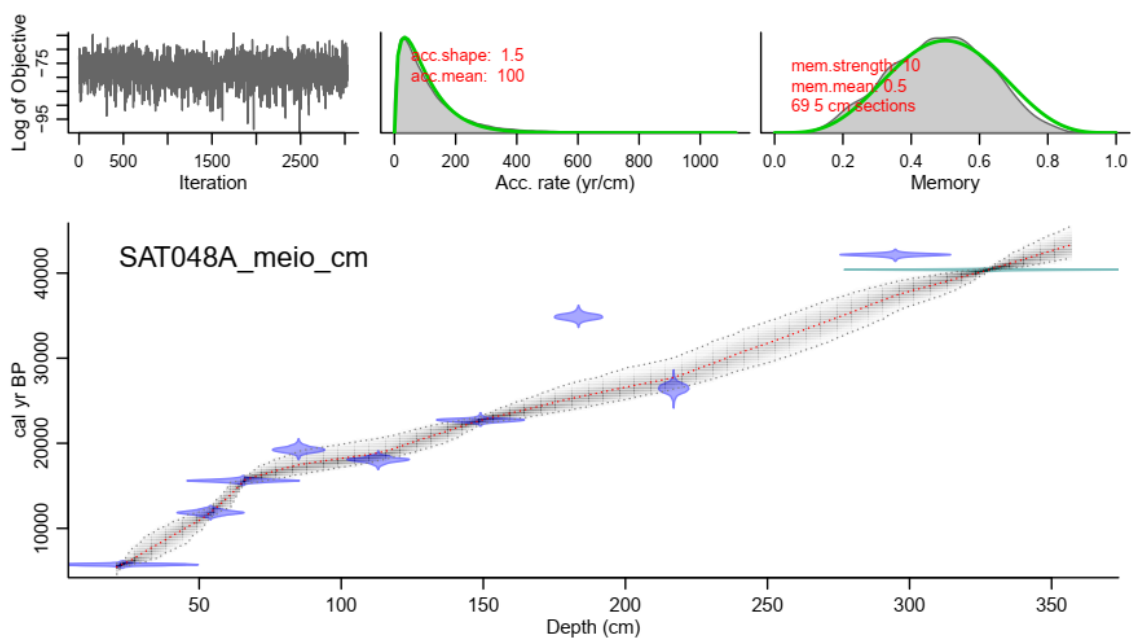 Log of Objective
-95
-75
0
500
1500
2500
Iteration
acc.shape: 1.5
acc.mean: 100
0
200
400
600
800
1000
Acc. rate (yr/cm)
mem.strength: 10
mem.mean: 0.5
69 5 cm sections
0.0
0.2
0.4
0.6
0.8
1.0
Memory
SAT048A_meio_cm
cal yr BP
40000
30000
20000
10000
50
100
150
200
250
300
350
Depth (cm)